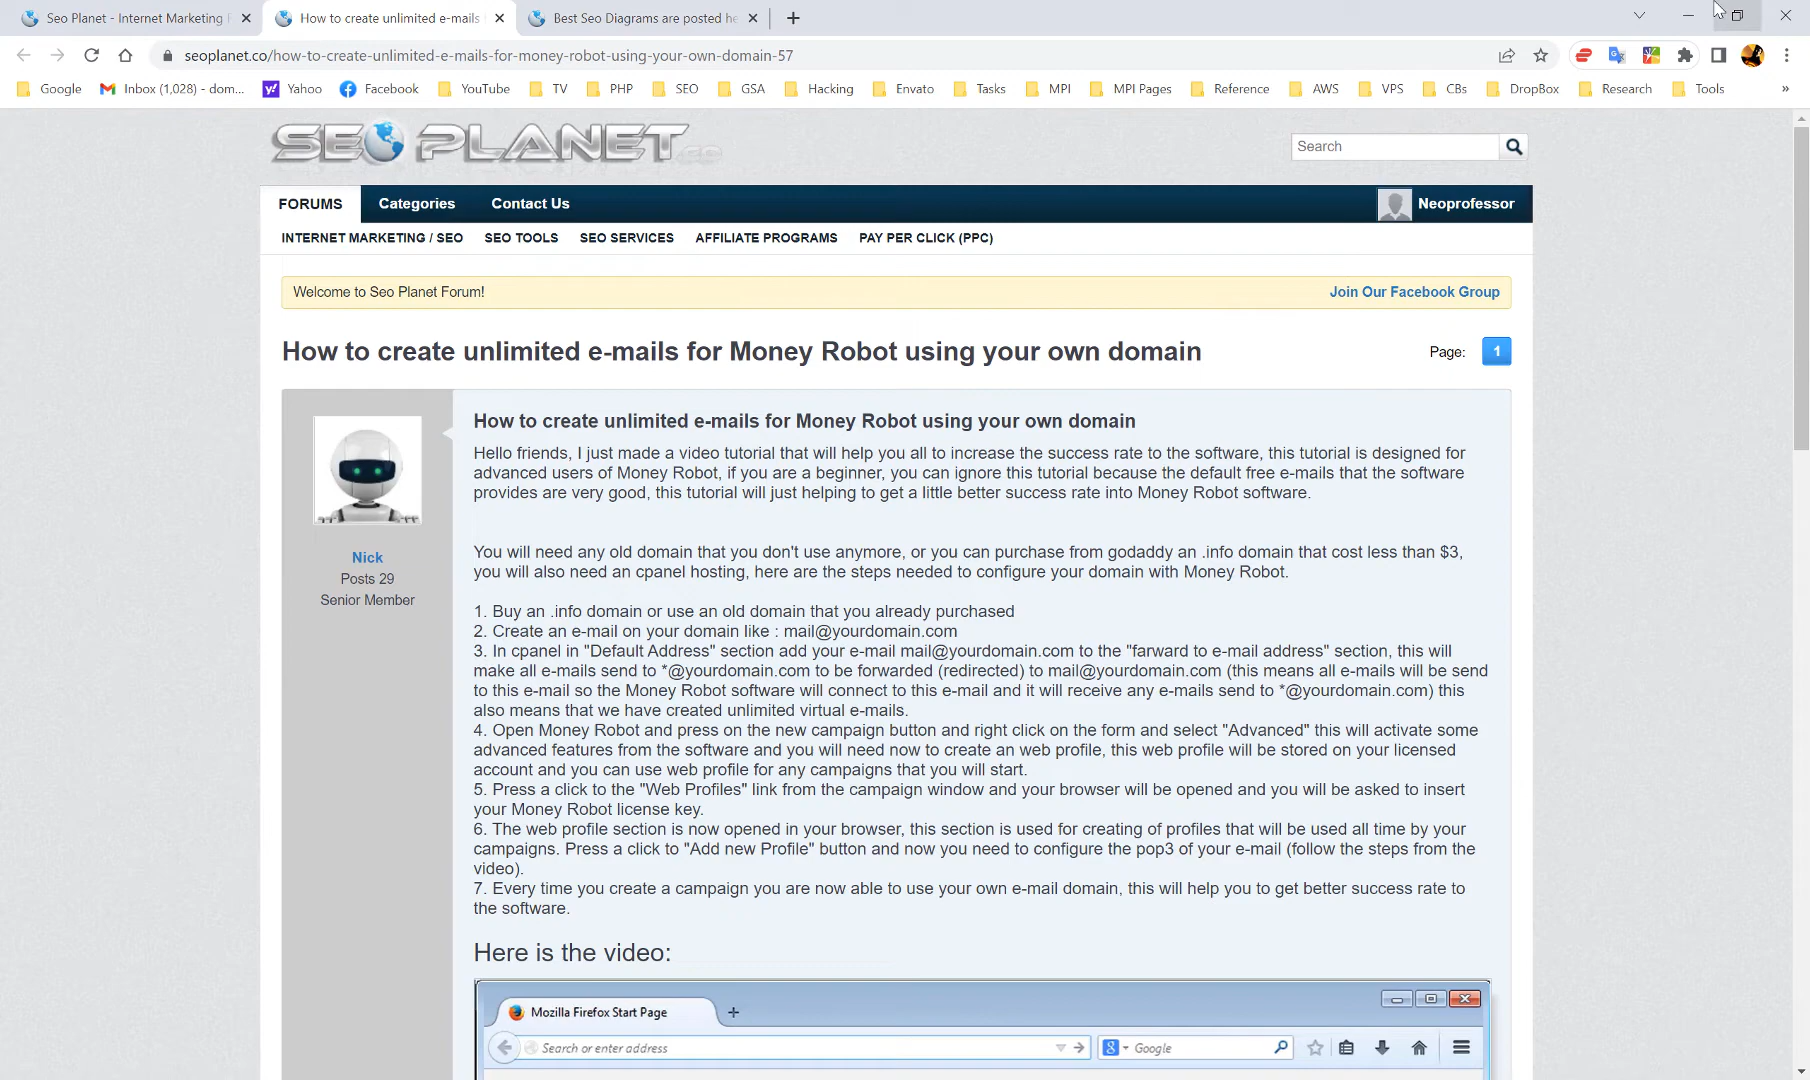 Seo Planet - Internet Marketing
How to create unlimited e-mails
Best Seo Diagrams are posted he
seoplanet.co/how-to-create-unlimited-e-mails-for-money-robot-using-your-own-domain-57
Google
Inbox (1,028) - dom...
Yahoo
Facebook
YouTube
TV
PHP
SEO
GSA
Hacking
Envato
Tasks
MPI
MPI Pages
Reference
AWS
VPS
CBs
DropBox
Research
Tools
»
SEO PLANET.co
Search
FORUMS Categories Contact Us
Neoprofessor
INTERNET MARKETING / SEO SEO TOOLS SEO SERVICES AFFILIATE PROGRAMS PAY PER CLICK (PPC)
Welcome to Seo Planet Forum!
Join Our Facebook Group
How to create unlimited e-mails for Money Robot using your own domain
Page: 1
Nick
Posts 29
Senior Member
How to create unlimited e-mails for Money Robot using your own domain
Hello friends, I just made a video tutorial that will help you all to increase the success rate to the software, this tutorial is designed for
advanced users of Money Robot, if you are a beginner, you can ignore this tutorial because the default free e-mails that the software
provides are very good, this tutorial will just helping to get a little better success rate into Money Robot software.
You will need any old domain that you don't use anymore, or you can purchase from godaddy an .info domain that cost less than $3,
you will also need an cpanel hosting, here are the steps needed to configure your domain with Money Robot.
1. Buy an .info domain or use an old domain that you already purchased
2. Create an e-mail on your domain like : mail@yourdomain.com
3. In cpanel in "Default Address" section add your e-mail mail@yourdomain.com to the "farward to e-mail address" section, this will
make all e-mails send to *@yourdomain.com to be forwarded (redirected) to mail@yourdomain.com (this means all e-mails will be send
to this e-mail so the Money Robot software will connect to this e-mail and it will receive any e-mails send to *@yourdomain.com) this
also means that we have created unlimited virtual e-mails.
4. Open Money Robot and press on the new campaign button and right click on the form and select "Advanced" this will activate some
advanced features from the software and you will need now to create an web profile, this web profile will be stored on your licensed
account and you can use web profile for any campaigns that you will start.
5. Press a click to the "Web Profiles" link from the campaign window and your browser will be opened and you will be asked to insert
your Money Robot license key.
6. The web profile section is now opened in your browser, this section is used for creating of profiles that will be used all time by your
campaigns. Press a click to "Add new Profile" button and now you need to configure the pop3 of your e-mail (follow the steps from the
video).
7. Every time you create a campaign you are now able to use your own e-mail domain, this will help you to get better success rate to
the software.
Here is the video:
Mozilla Firefox Start Page
Search or enter address
Google